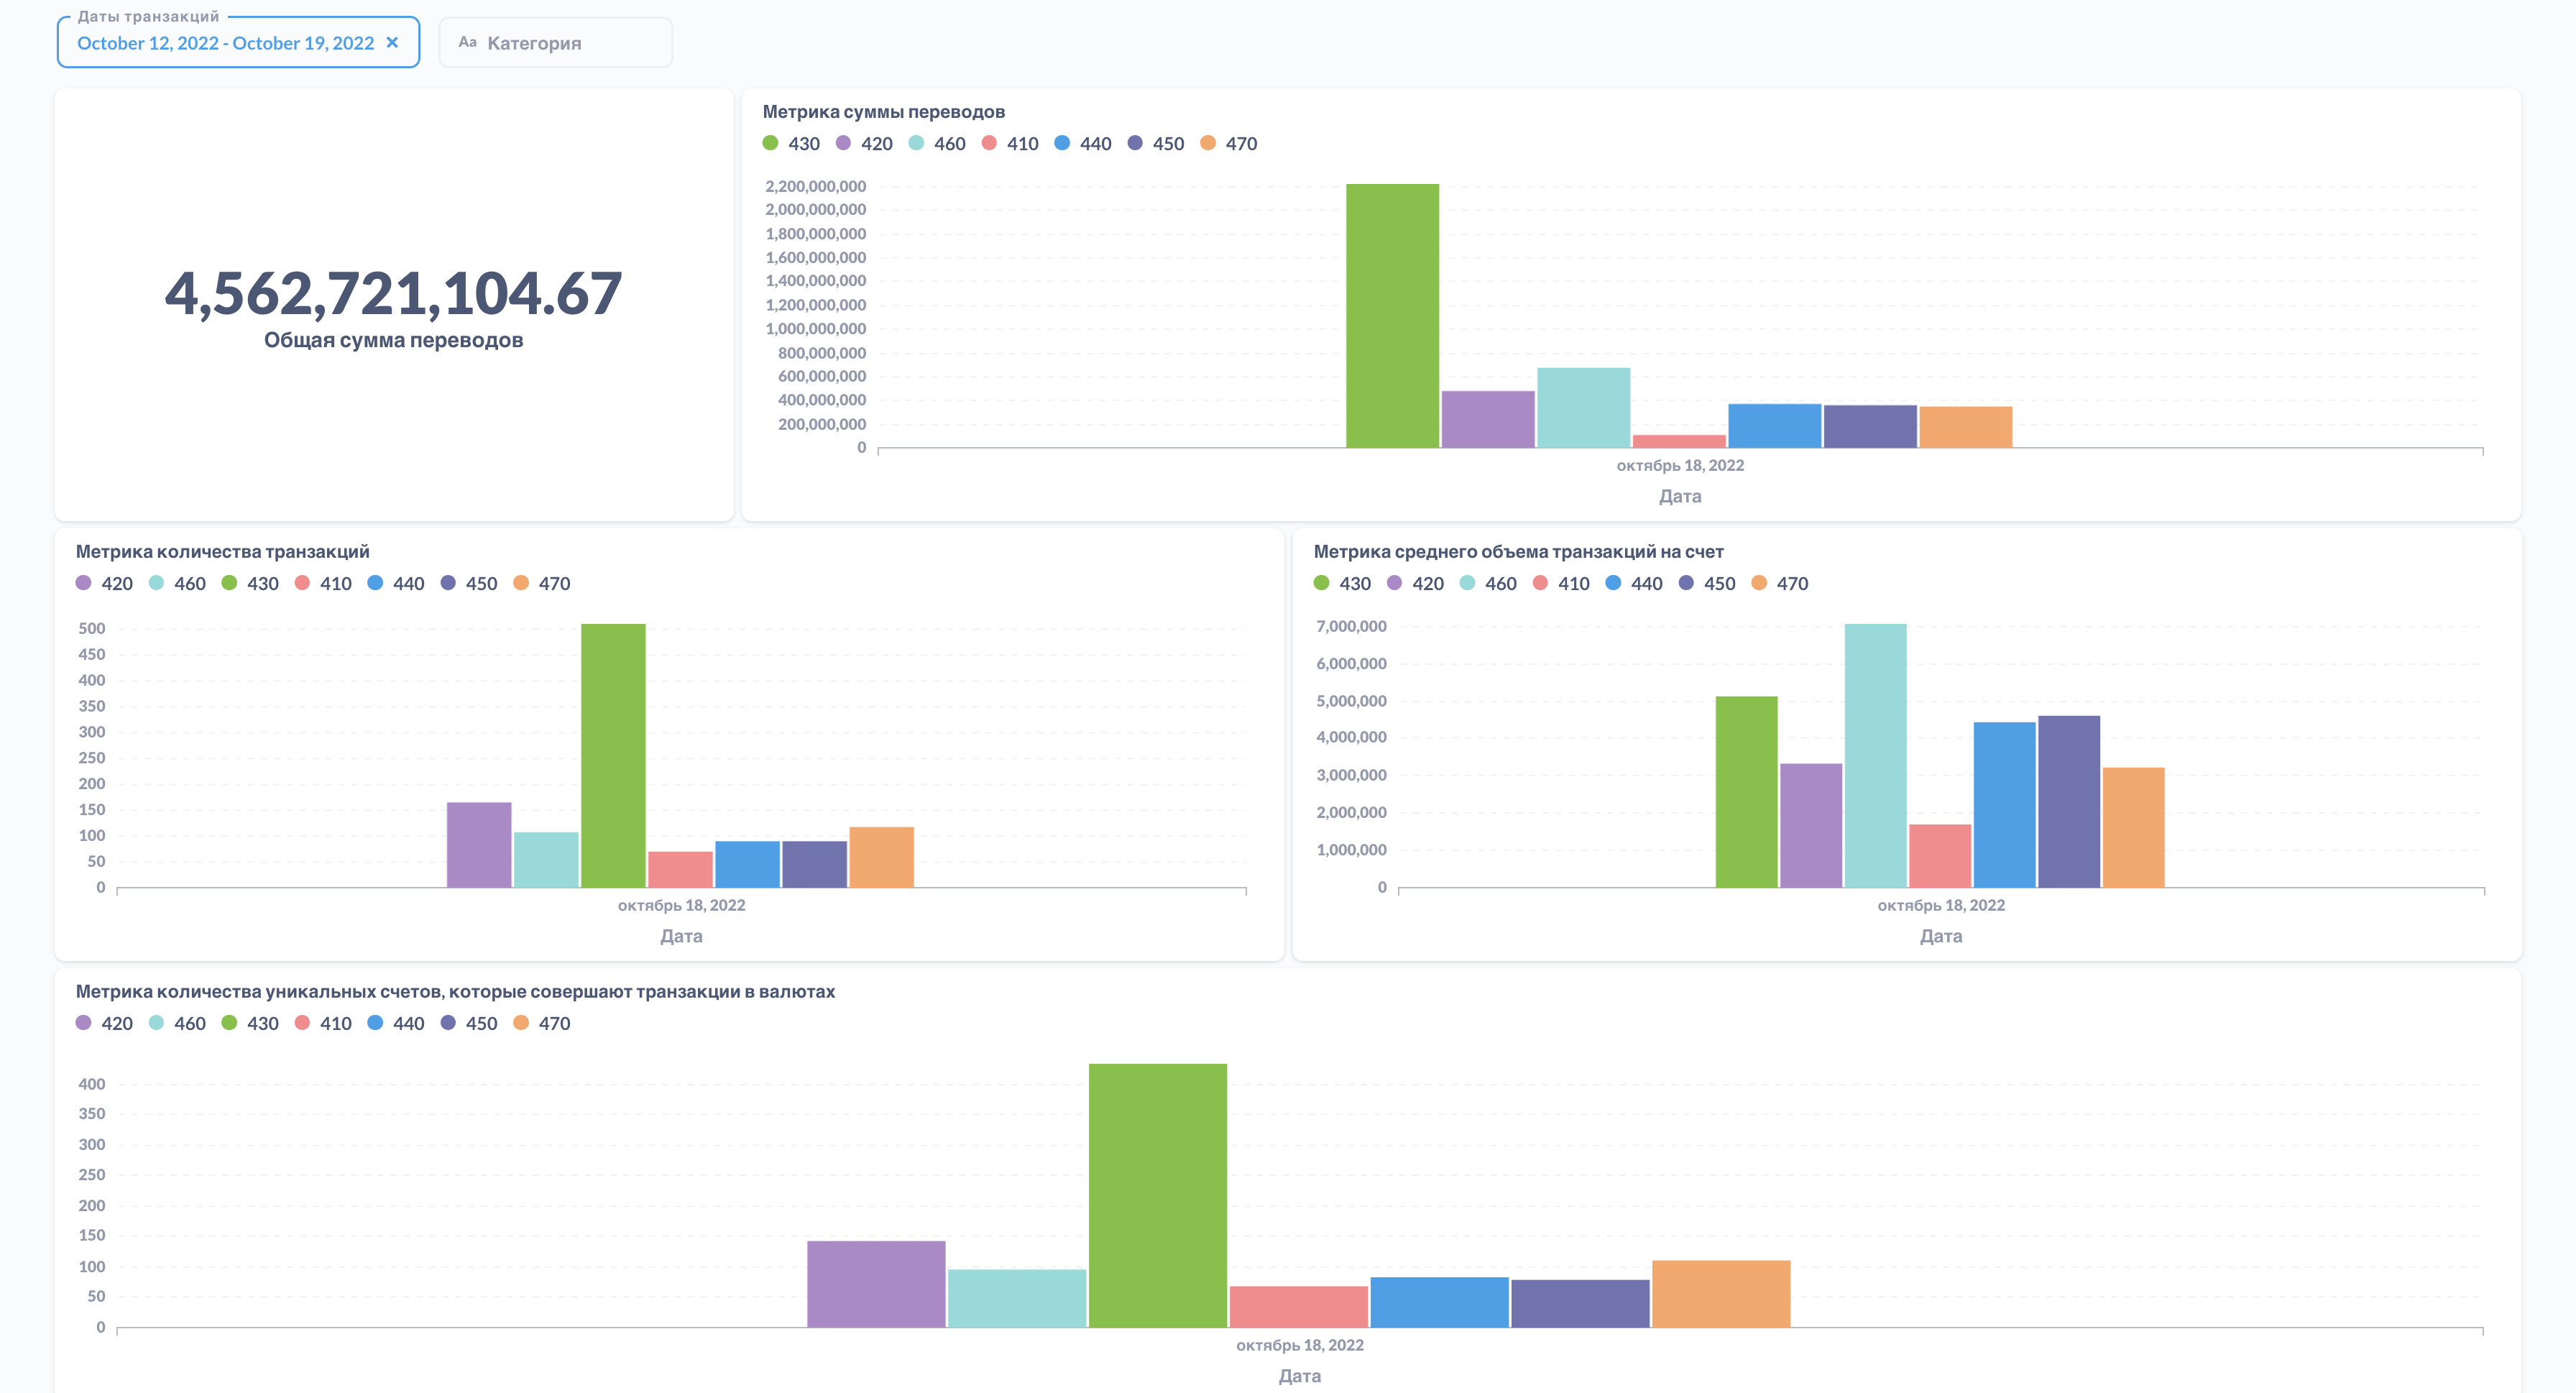 Даты транзакций
October 12, 2022 - October 19, 2022 ×
Aa Категория
4,562,721,104.67
Общая сумма переводов
Метрика суммы переводов
430 420 460 410 440 450 470
2,200,000,000
2,000,000,000
1,800,000,000
1,600,000,000
1,400,000,000
1,200,000,000
1,000,000,000
800,000,000
600,000,000
400,000,000
200,000,000
0
октябрь 18, 2022
Дата
Метрика количества транзакций
420 460 430 410 440 450 470
500
450
400
350
300
250
200
150
100
50
0
октябрь 18, 2022
Дата
Метрика среднего объема транзакций на счет
430 420 460 410 440 450 470
7,000,000
6,000,000
5,000,000
4,000,000
3,000,000
2,000,000
1,000,000
0
октябрь 18, 2022
Дата
Метрика количества уникальных счетов, которые совершают транзакции в валютах
420 460 430 410 440 450 470
400
350
300
250
200
150
100
50
0
октябрь 18, 2022
Дата